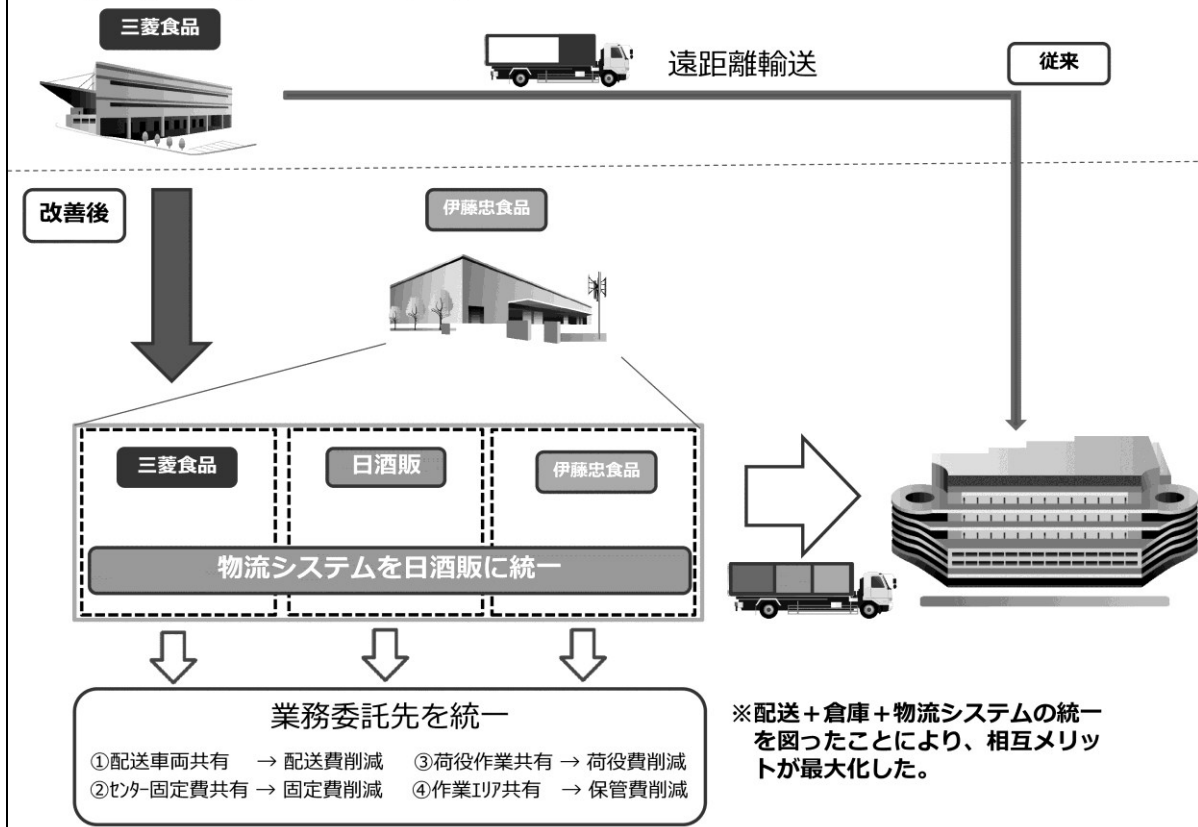 三菱食品
遠距離輸送
従来
改善後
伊藤忠食品
三菱食品
日酒販
伊藤忠食品
物流システムを日酒販に統一
業務委託先を統一
①配送車両共有 → 配送費削減
③荷役作業共有 → 荷役費削減
②ｾﾝﾀｰ固定費共有 → 固定費削減
④作業ｴﾘｱ共有 → 保管費削減
※配送＋倉庫＋物流システムの統一
を図ったことにより、相互メリッ
トが最大化した。